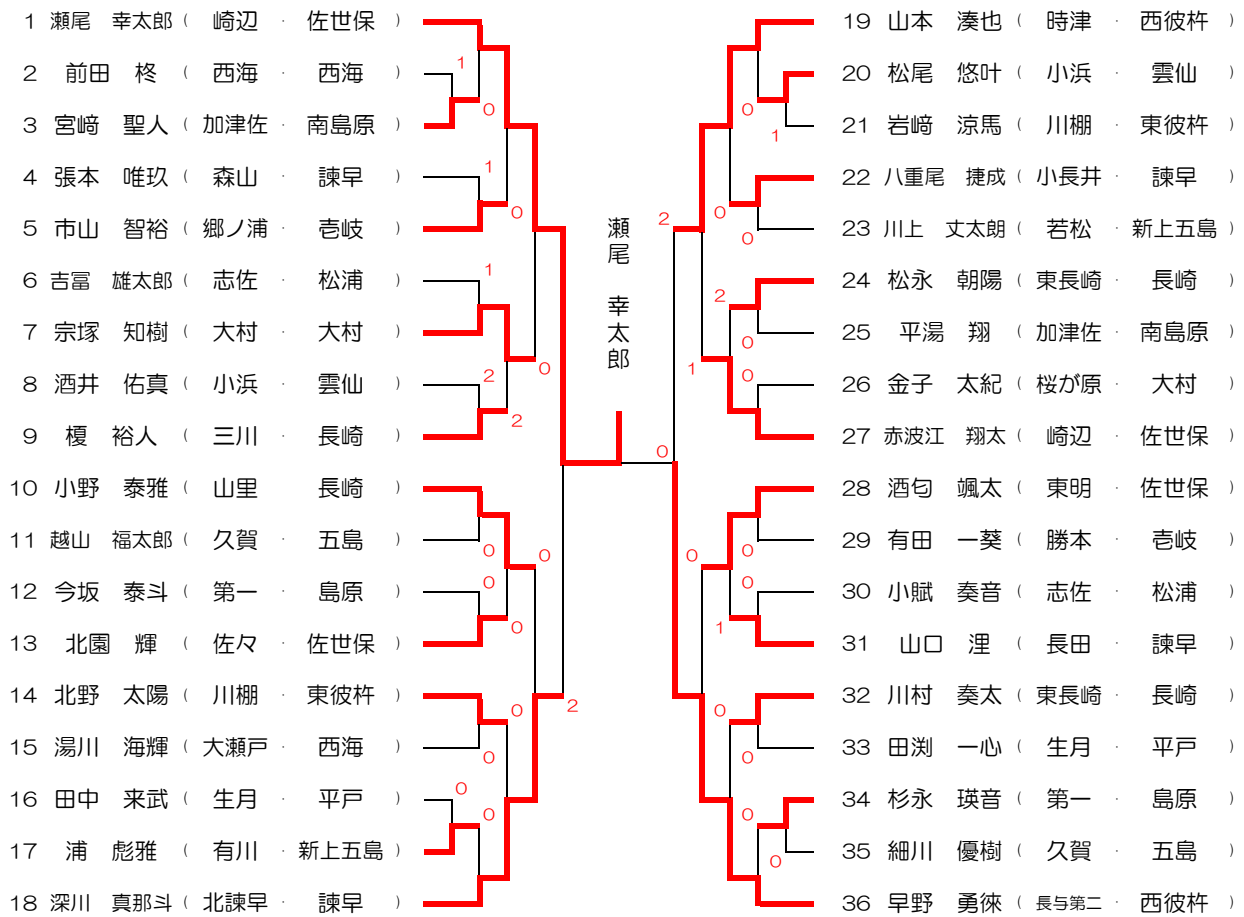 1 瀬尾 幸太郎 ( 崎辺 ・ 佐世保 )
2 前田 柊 ( 西海 ・ 西海 )
3 宮﨑 聖人 ( 加津佐 ・ 南島原 )
4 張本 唯玖 ( 森山 ・ 諫早 )
5 市山 智裕 ( 郷ノ浦 ・ 壱岐 )
6 吉冨 雄太郎 ( 志佐 ・ 松浦 )
7 宗塚 知樹 ( 大村 ・ 大村 )
8 酒井 佑真 ( 小浜 ・ 雲仙 )
9 榎 裕人 ( 三川 ・ 長崎 )
10 小野 泰雅 ( 山里 ・ 長崎 )
11 越山 福太郎 ( 久賀 ・ 五島 )
12 今坂 泰斗 ( 第一 ・ 島原 )
13 北園 輝 ( 佐々 ・ 佐世保 )
14 北野 太陽 ( 川棚 ・ 東彼杵 )
15 湯川 海輝 ( 大瀬戸 ・ 西海 )
16 田中 来武 ( 生月 ・ 平戸 )
17 浦 彪雅 ( 有川 ・ 新上五島 )
18 深川 真那斗 ( 北諫早 ・ 諫早 )
1
0
1
0
1
0
2
2
0
0
0
0
0
2
0
0
0
瀬尾 幸太郎
2
0
0
1
0
0
2
0
1
0
0
0
0
0
1
0
0
0
0
19 山本 湊也 ( 時津 ・ 西彼杵 )
20 松尾 悠叶 ( 小浜 ・ 雲仙 )
21 岩﨑 涼馬 ( 川棚 ・ 東彼杵 )
22 八重尾 捷成 ( 小長井 ・ 諫早 )
23 川上 丈太朗 ( 若松 ・ 新上五島 )
24 松永 朝陽 ( 東長崎 ・ 長崎 )
25 平湯 翔 ( 加津佐 ・ 南島原 )
26 金子 太紀 ( 桜が原 ・ 大村 )
27 赤波江 翔太 ( 崎辺 ・ 佐世保 )
28 酒匂 颯太 ( 東明 ・ 佐世保 )
29 有田 一葵 ( 勝本 ・ 壱岐 )
30 小賦 奏音 ( 志佐 ・ 松浦 )
31 山口 浬 ( 長田 ・ 諫早 )
32 川村 奏太 ( 東長崎 ・ 長崎 )
33 田渕 一心 ( 生月 ・ 平戸 )
34 杉永 瑛音 ( 第一 ・ 島原 )
35 細川 優樹 ( 久賀 ・ 五島 )
36 早野 勇徠 ( 長与第二 ・ 西彼杵 )